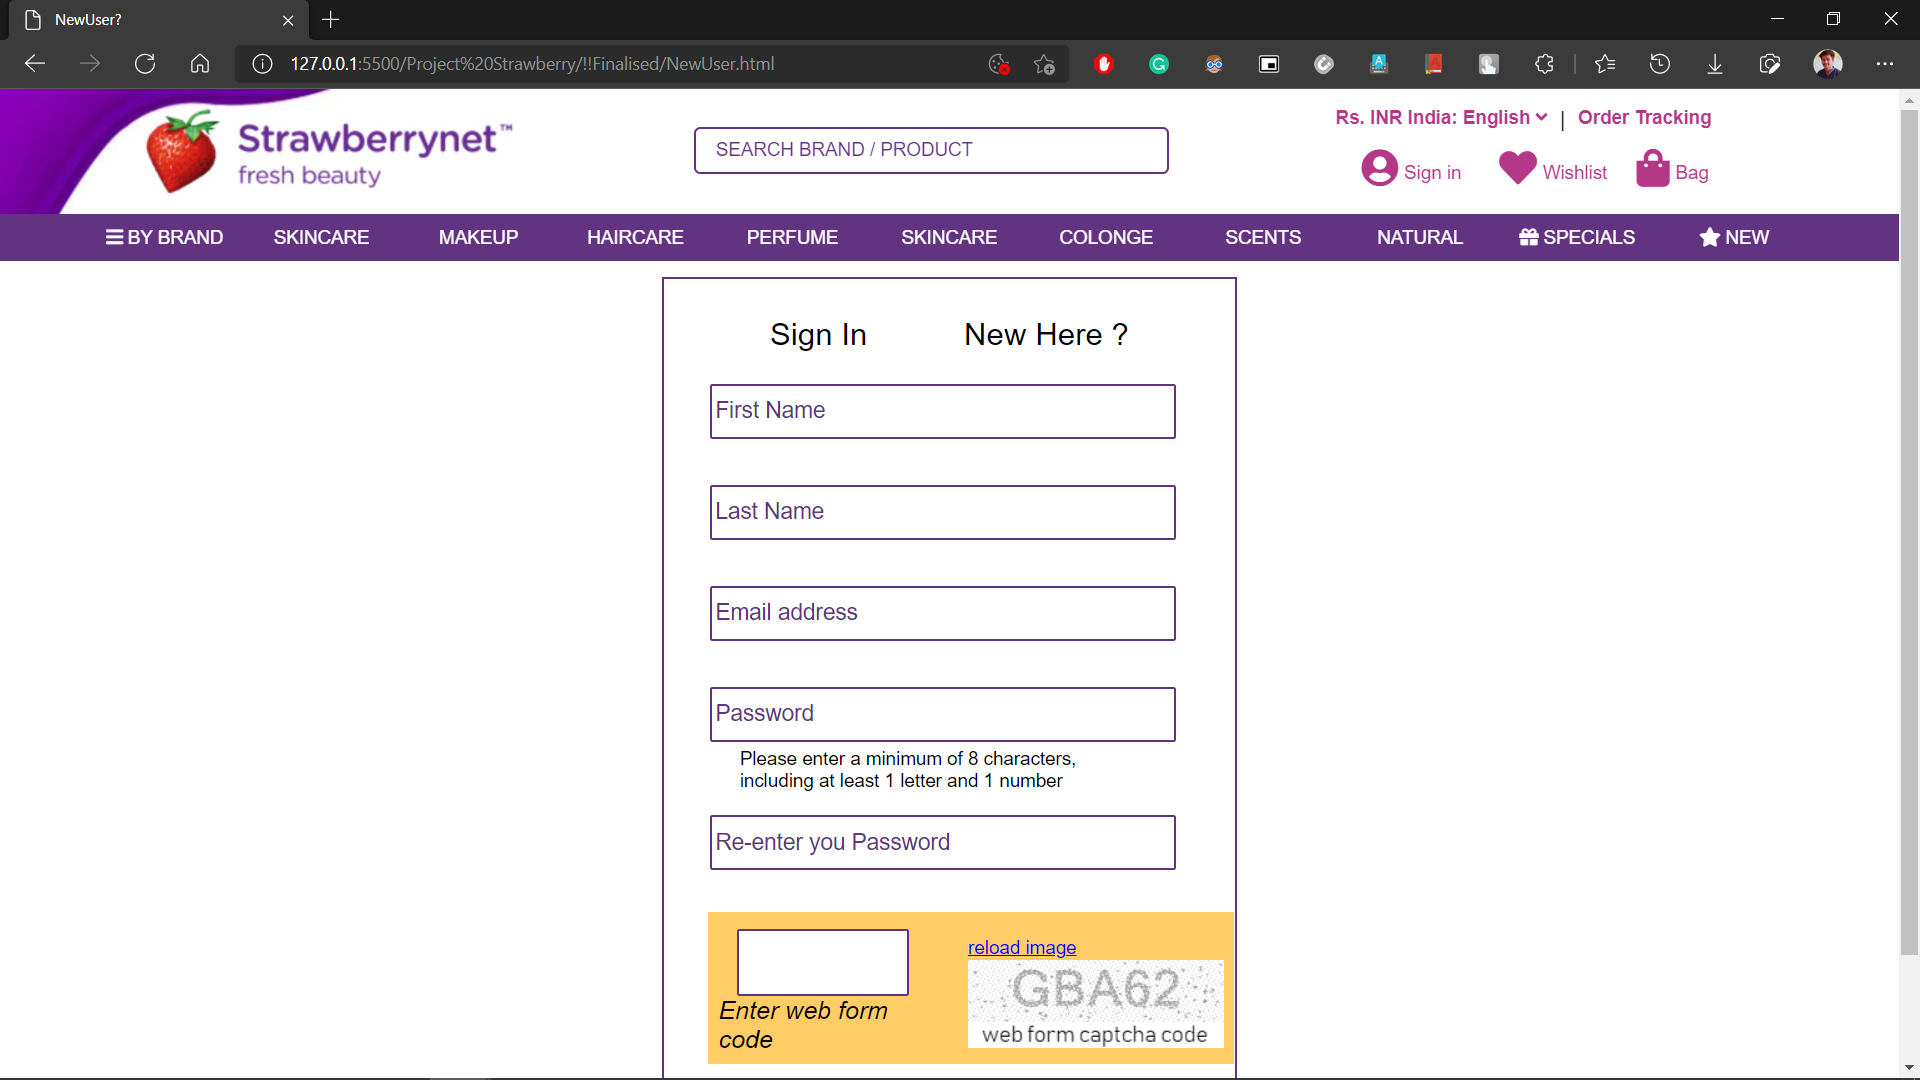 NewUser?
127.0.0.1:5500/Project%20Strawberry/!!Finalised/NewUser.html
Strawberrynet™
fresh beauty
SEARCH BRAND / PRODUCT
Rs. INR India: English | Order Tracking
Sign in Wishlist Bag
BY BRAND SKINCARE MAKEUP HAIRCARE PERFUME SKINCARE COLONGE SCENTS NATURAL SPECIALS NEW
Sign In New Here ?
First Name
Last Name
Email address
Password
Please enter a minimum of 8 characters,
including at least 1 letter and 1 number
Re-enter you Password
reload image
GBA62
web form captcha code
Enter web form
code